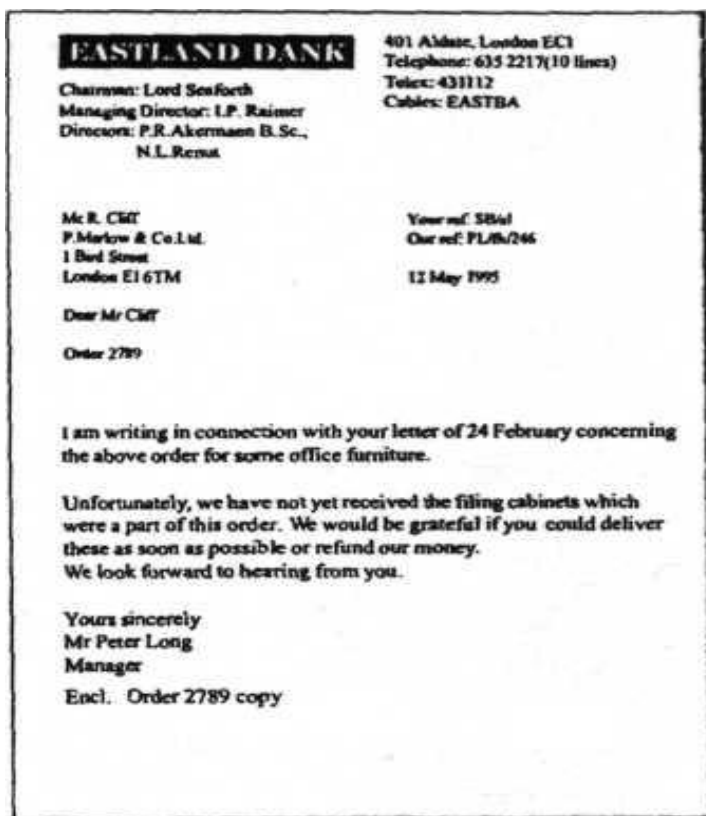 EASTLAND DANK
Chairman: Lord Seaforth
Managing Director: I.P. Raimer
Directors: P.R.Akermaen B.Sc.,
N.L.Renut
401 Aldate, London EC1
Telephone: 635 2217(10 lines)
Telex: 431112
Cables: EASTBA
Mr R. Cliff
P.Marlow & Co.Ltd.
1 Bird Street
London E1 6TM
Your ref:
Our ref:
12 May 1995
Dear Mr Cliff
Order 2789
I am writing in connection with your letter of 24 February concerning
the above order for some office furniture.
Unfortunately, we have not yet received the filing cabinets which
were a part of this order. We would be grateful if you could deliver
these as soon as possible or refund our money.
We look forward to hearing from you.
Yours sincerely
Mr Peter Long
Manager
Encl. Order 2789 copy